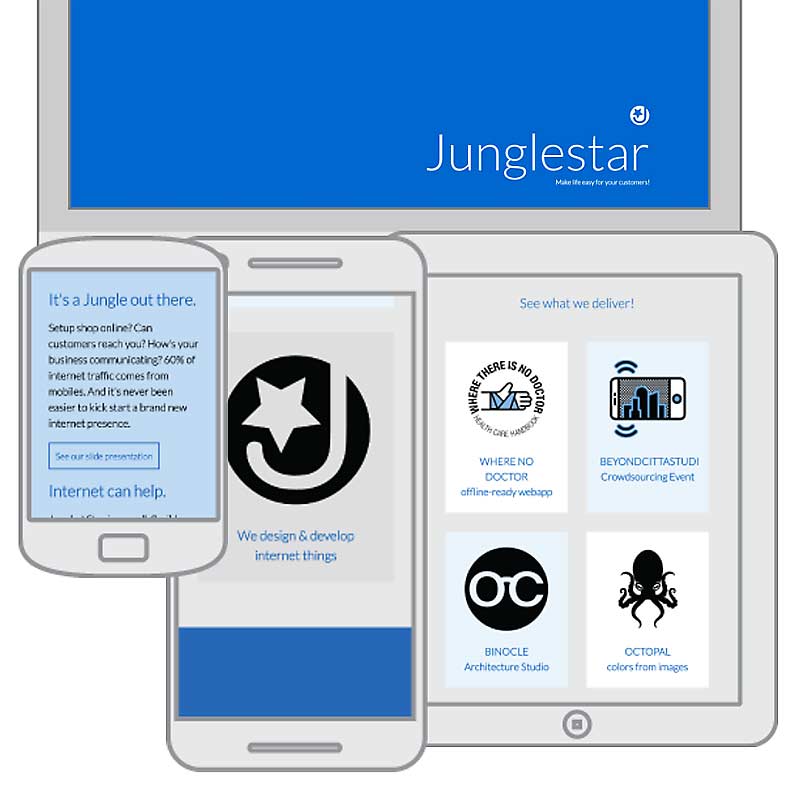 Junglestar
Make life easy for your customers!
It's a Jungle out there.
Setup shop online? Can
customers reach you? How's your
business communicating? 60% of
internet traffic comes from
mobiles. And it's never been
easier to kick start a brand new
internet presence.
See our slide presentation
Internet can help.
We design & develop
internet things
See what we deliver!
WHERE THERE IS NO DOCTOR
HEALTH CARE HANDBOOK
WHERE NO
DOCTOR
offline-ready webapp
BEYONDCITTASTUDI
Crowdsourcing Event
OC
BINOCLE
Architecture Studio
OCTOPAL
colors from images